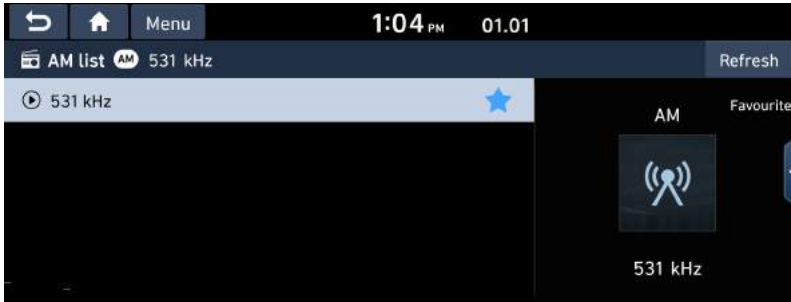 Menu 1:04 PM 01.01
AM list AM 531 kHz Refresh
531 kHz
AM Favourite
531 kHz